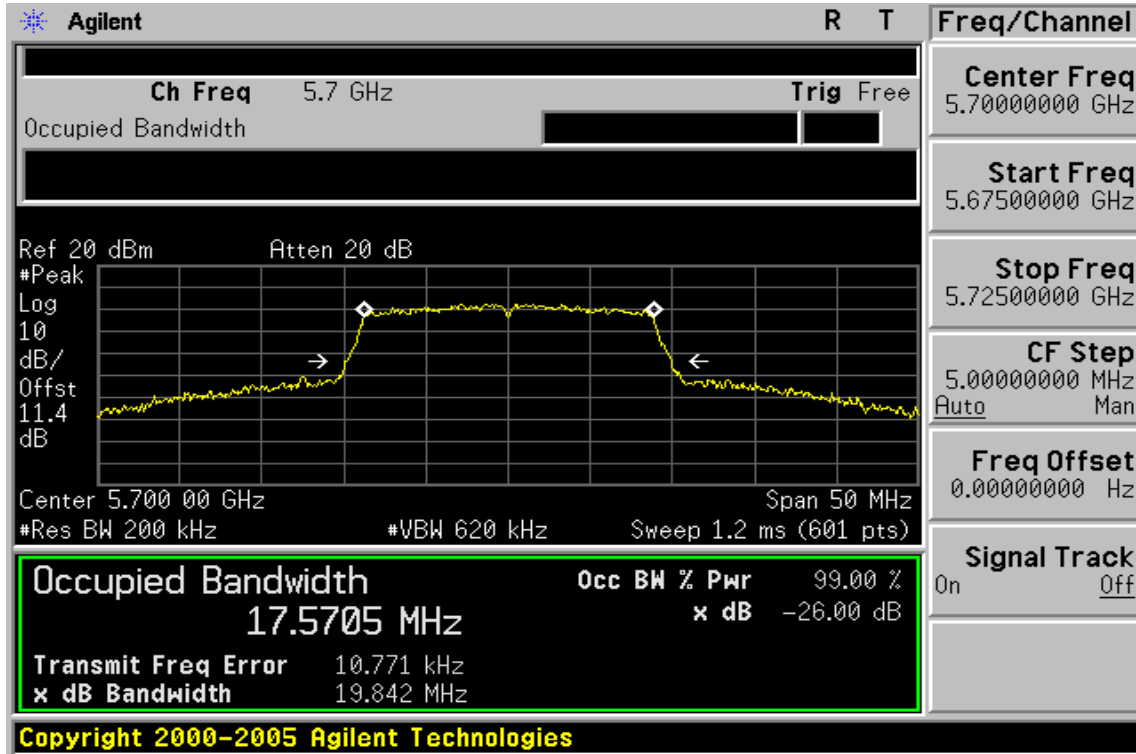 Agilent R T
Ch Freq 5.7 GHz Trig Free
Occupied Bandwidth
Ref 20 dBm Atten 20 dB
#Peak
Log
10
dB/
Offst
11.4
dB
Center 5.700 00 GHz Span 50 MHz
#Res BW 200 kHz #VBW 620 kHz Sweep 1.2 ms (601 pts)
Occupied Bandwidth Occ BW % Pwr 99.00 %
17.5705 MHz x dB -26.00 dB
Transmit Freq Error 10.771 kHz
x dB Bandwidth 19.842 MHz
Copyright 2000-2005 Agilent Technologies
Freq/Channel
Center Freq
5.70000000 GHz
Start Freq
5.67500000 GHz
Stop Freq
5.72500000 GHz
CF Step
5.00000000 MHz
Auto Man
Freq Offset
0.00000000 Hz
Signal Track
On Off